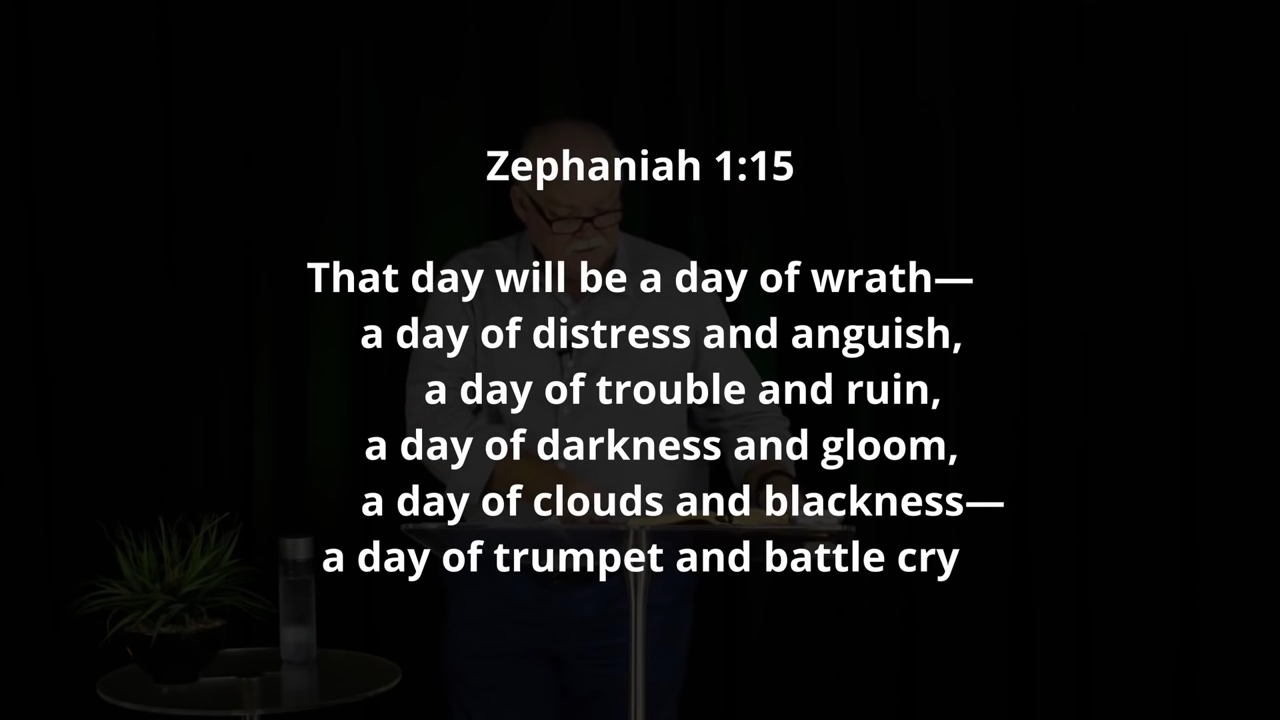 Zephaniah 1:15
That day will be a day of wrath—
a day of distress and anguish,
a day of trouble and ruin,
a day of darkness and gloom,
a day of clouds and blackness—
a day of trumpet and battle cry